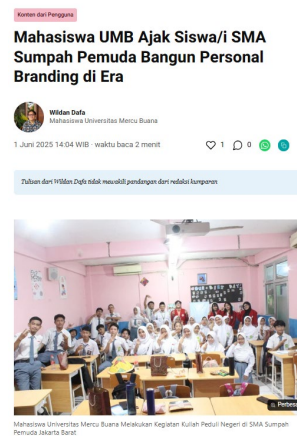 Konten dari Pengguna
Mahasiswa UMB Ajak Siswa/i SMA
Sumpah Pemuda Bangun Personal
Branding di Era
Wildan Dafa
Mahasiswa Universitas Mercu Buana
1 Juni 2025 14:04 WIB · waktu baca 2 menit
1
0
Tulisan dari Wildan Dafa tidak mewakili pandangan dari redaksi kumparan
Perbes
Mahasiswa Universitas Mercu Buana Melakukan Kegiatan Kuliah Peduli Negeri di SMA Sumpah
Pemuda Jakarta Barat